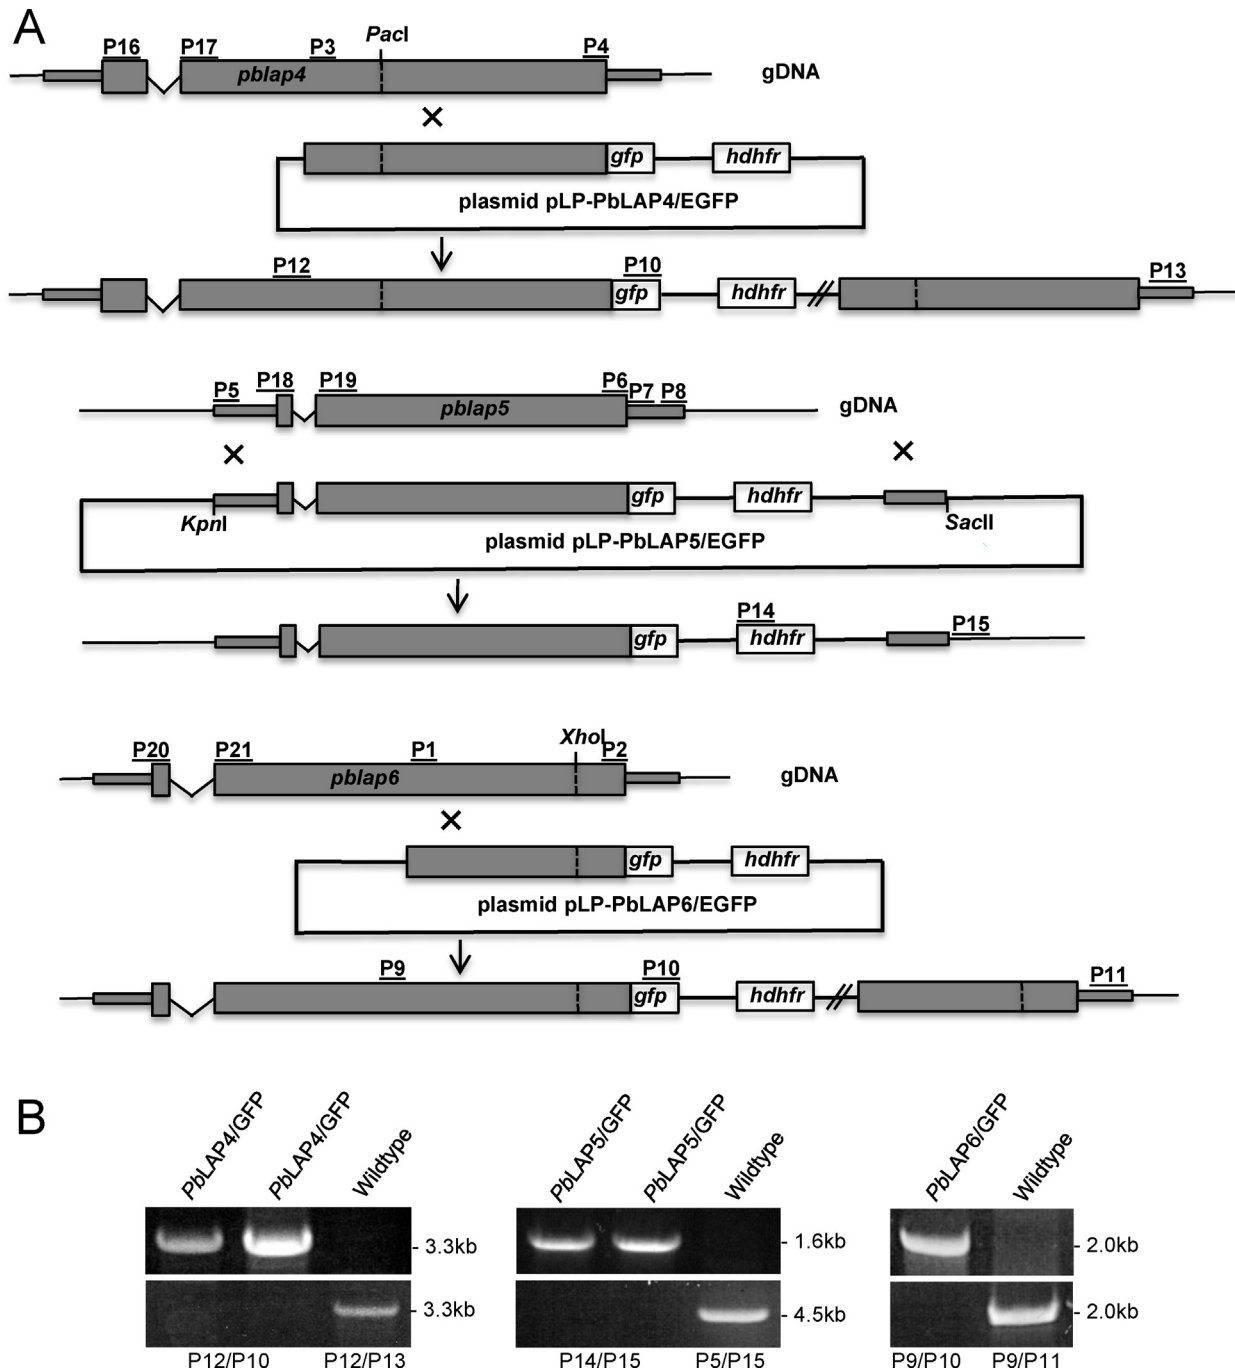 A
P16 P17 P3 PacI P4
pblap4
gDNA
gfp hdhfr
plasmid pLP-PbLAP4/EGFP
P12 P10 P13
gfp hdhfr
P5 P18 P19 P6 P7 P8
pblap5
gDNA
gfp hdhfr
KpnI SacII
plasmid pLP-PbLAP5/EGFP
P14 P15
gfp hdhfr
P20 P21 P1 XhoI P2
pblap6
gDNA
gfp hdhfr
plasmid pLP-PbLAP6/EGFP
P9 P10 P11
gfp hdhfr
B
PbLAP4/GFP PbLAP4/GFP Wildtype
- 3.3kb
- 3.3kb
P12/P10 P12/P13
PbLAP5/GFP PbLAP5/GFP Wildtype
- 1.6kb
- 4.5kb
P14/P15 P5/P15
PbLAP6/GFP Wildtype
- 2.0kb
- 2.0kb
P9/P10 P9/P11